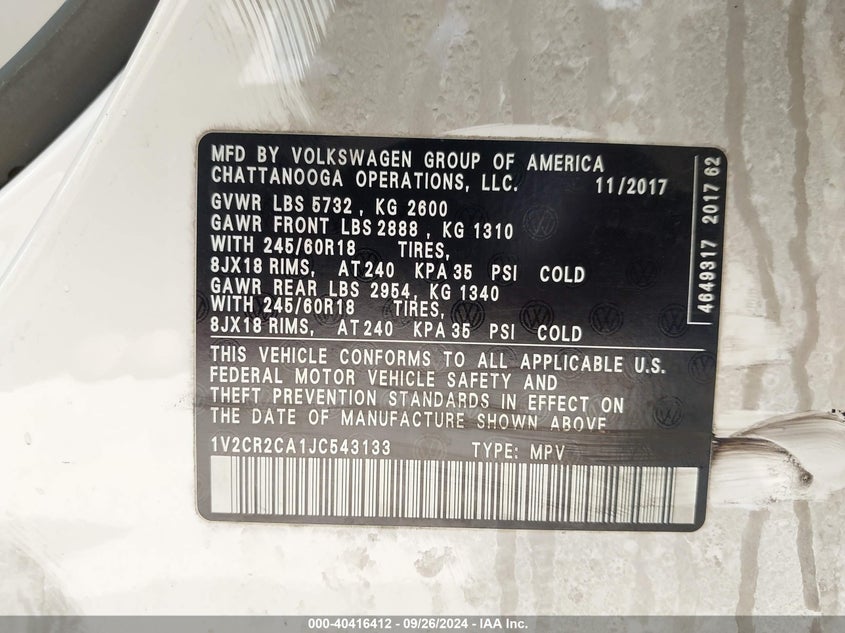 MFD BY VOLKSWAGEN GROUP OF AMERICA
CHATTANOOGA OPERATIONS, LLC. 11/2017
GVWR LBS 5732 , KG 2600
GAWR FRONT LBS 2888 , KG 1310
WITH 245/60R18 TIRES,
8JX18 RIMS, AT 240 KPA 35 PSI COLD
GAWR REAR LBS 2954, KG 1340
WITH 245/60R18 TIRES,
8JX18 RIMS, AT 240 KPA 35 PSI COLD
THIS VEHICLE CONFORMS TO ALL APPLICABLE U.S.
FEDERAL MOTOR VEHICLE SAFETY AND
THEFT PREVENTION STANDARDS IN EFFECT ON
THE DATE OF MANUFACTURE SHOWN ABOVE
1V2CR2CA1JC543133 TYPE: MPV
4649317 2017 62
000-40416412 - 09/26/2024 - IAA Inc.